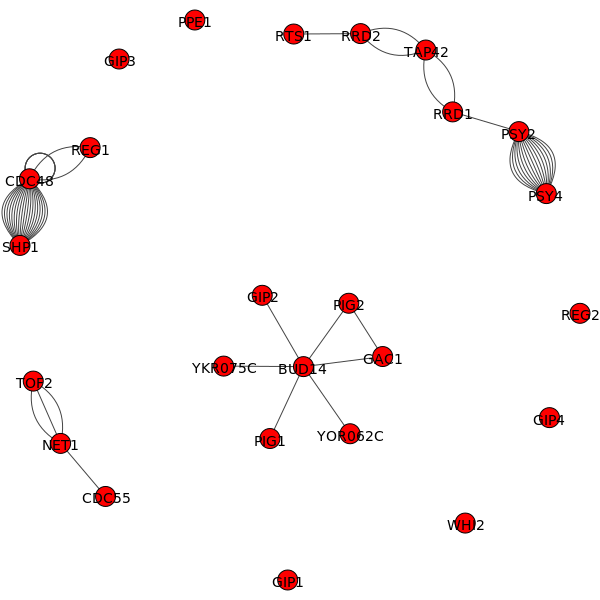 PPE1
RTS1
RRD2
TAP42
GIP3
RRD1
PSY2
REG1
CDC48
PSY4
SHP1
GIP2
PIG2
REG2
YKR075C
BUD14
GAC1
TOF2
GIP4
PIG1
YOR062C
NET1
CDC55
WHI2
GIP1